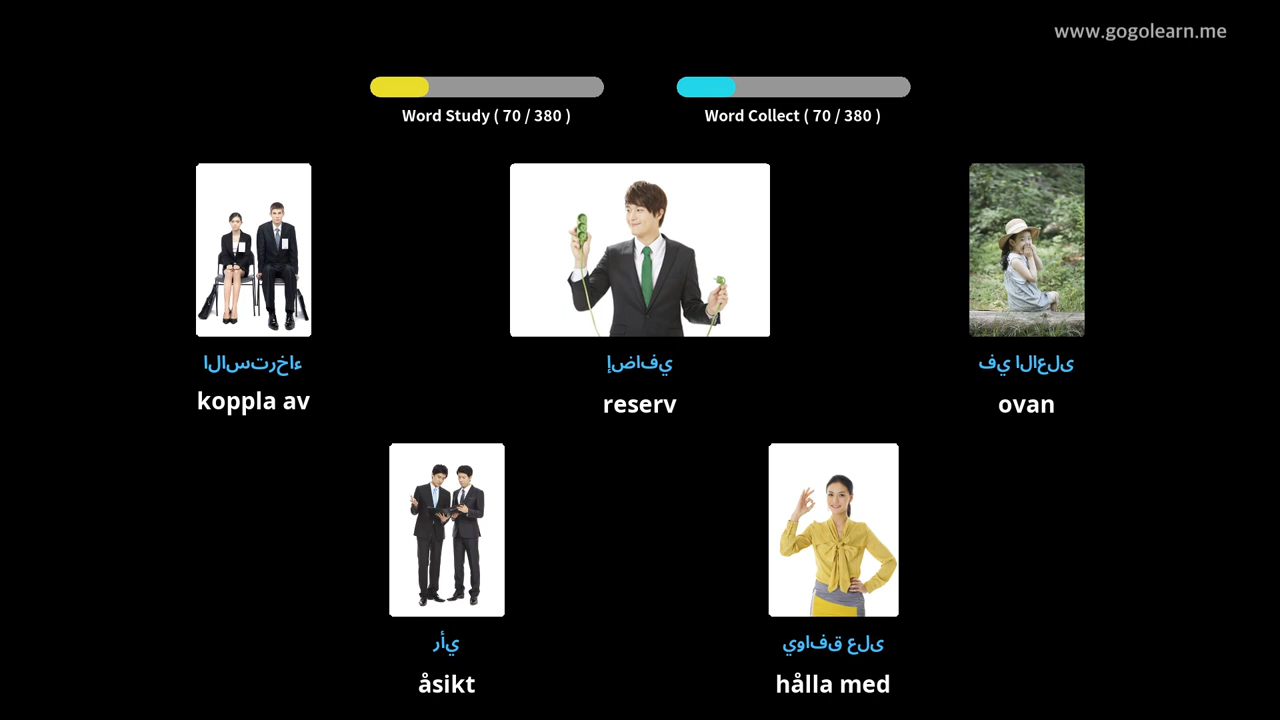 www.gogolearn.me
Word Study ( 70 / 380 )
Word Collect ( 70 / 380 )
الاسترخاء
koppla av
إضافي
reserv
في الاعلى
ovan
رأي
åsikt
يوافق على
hålla med